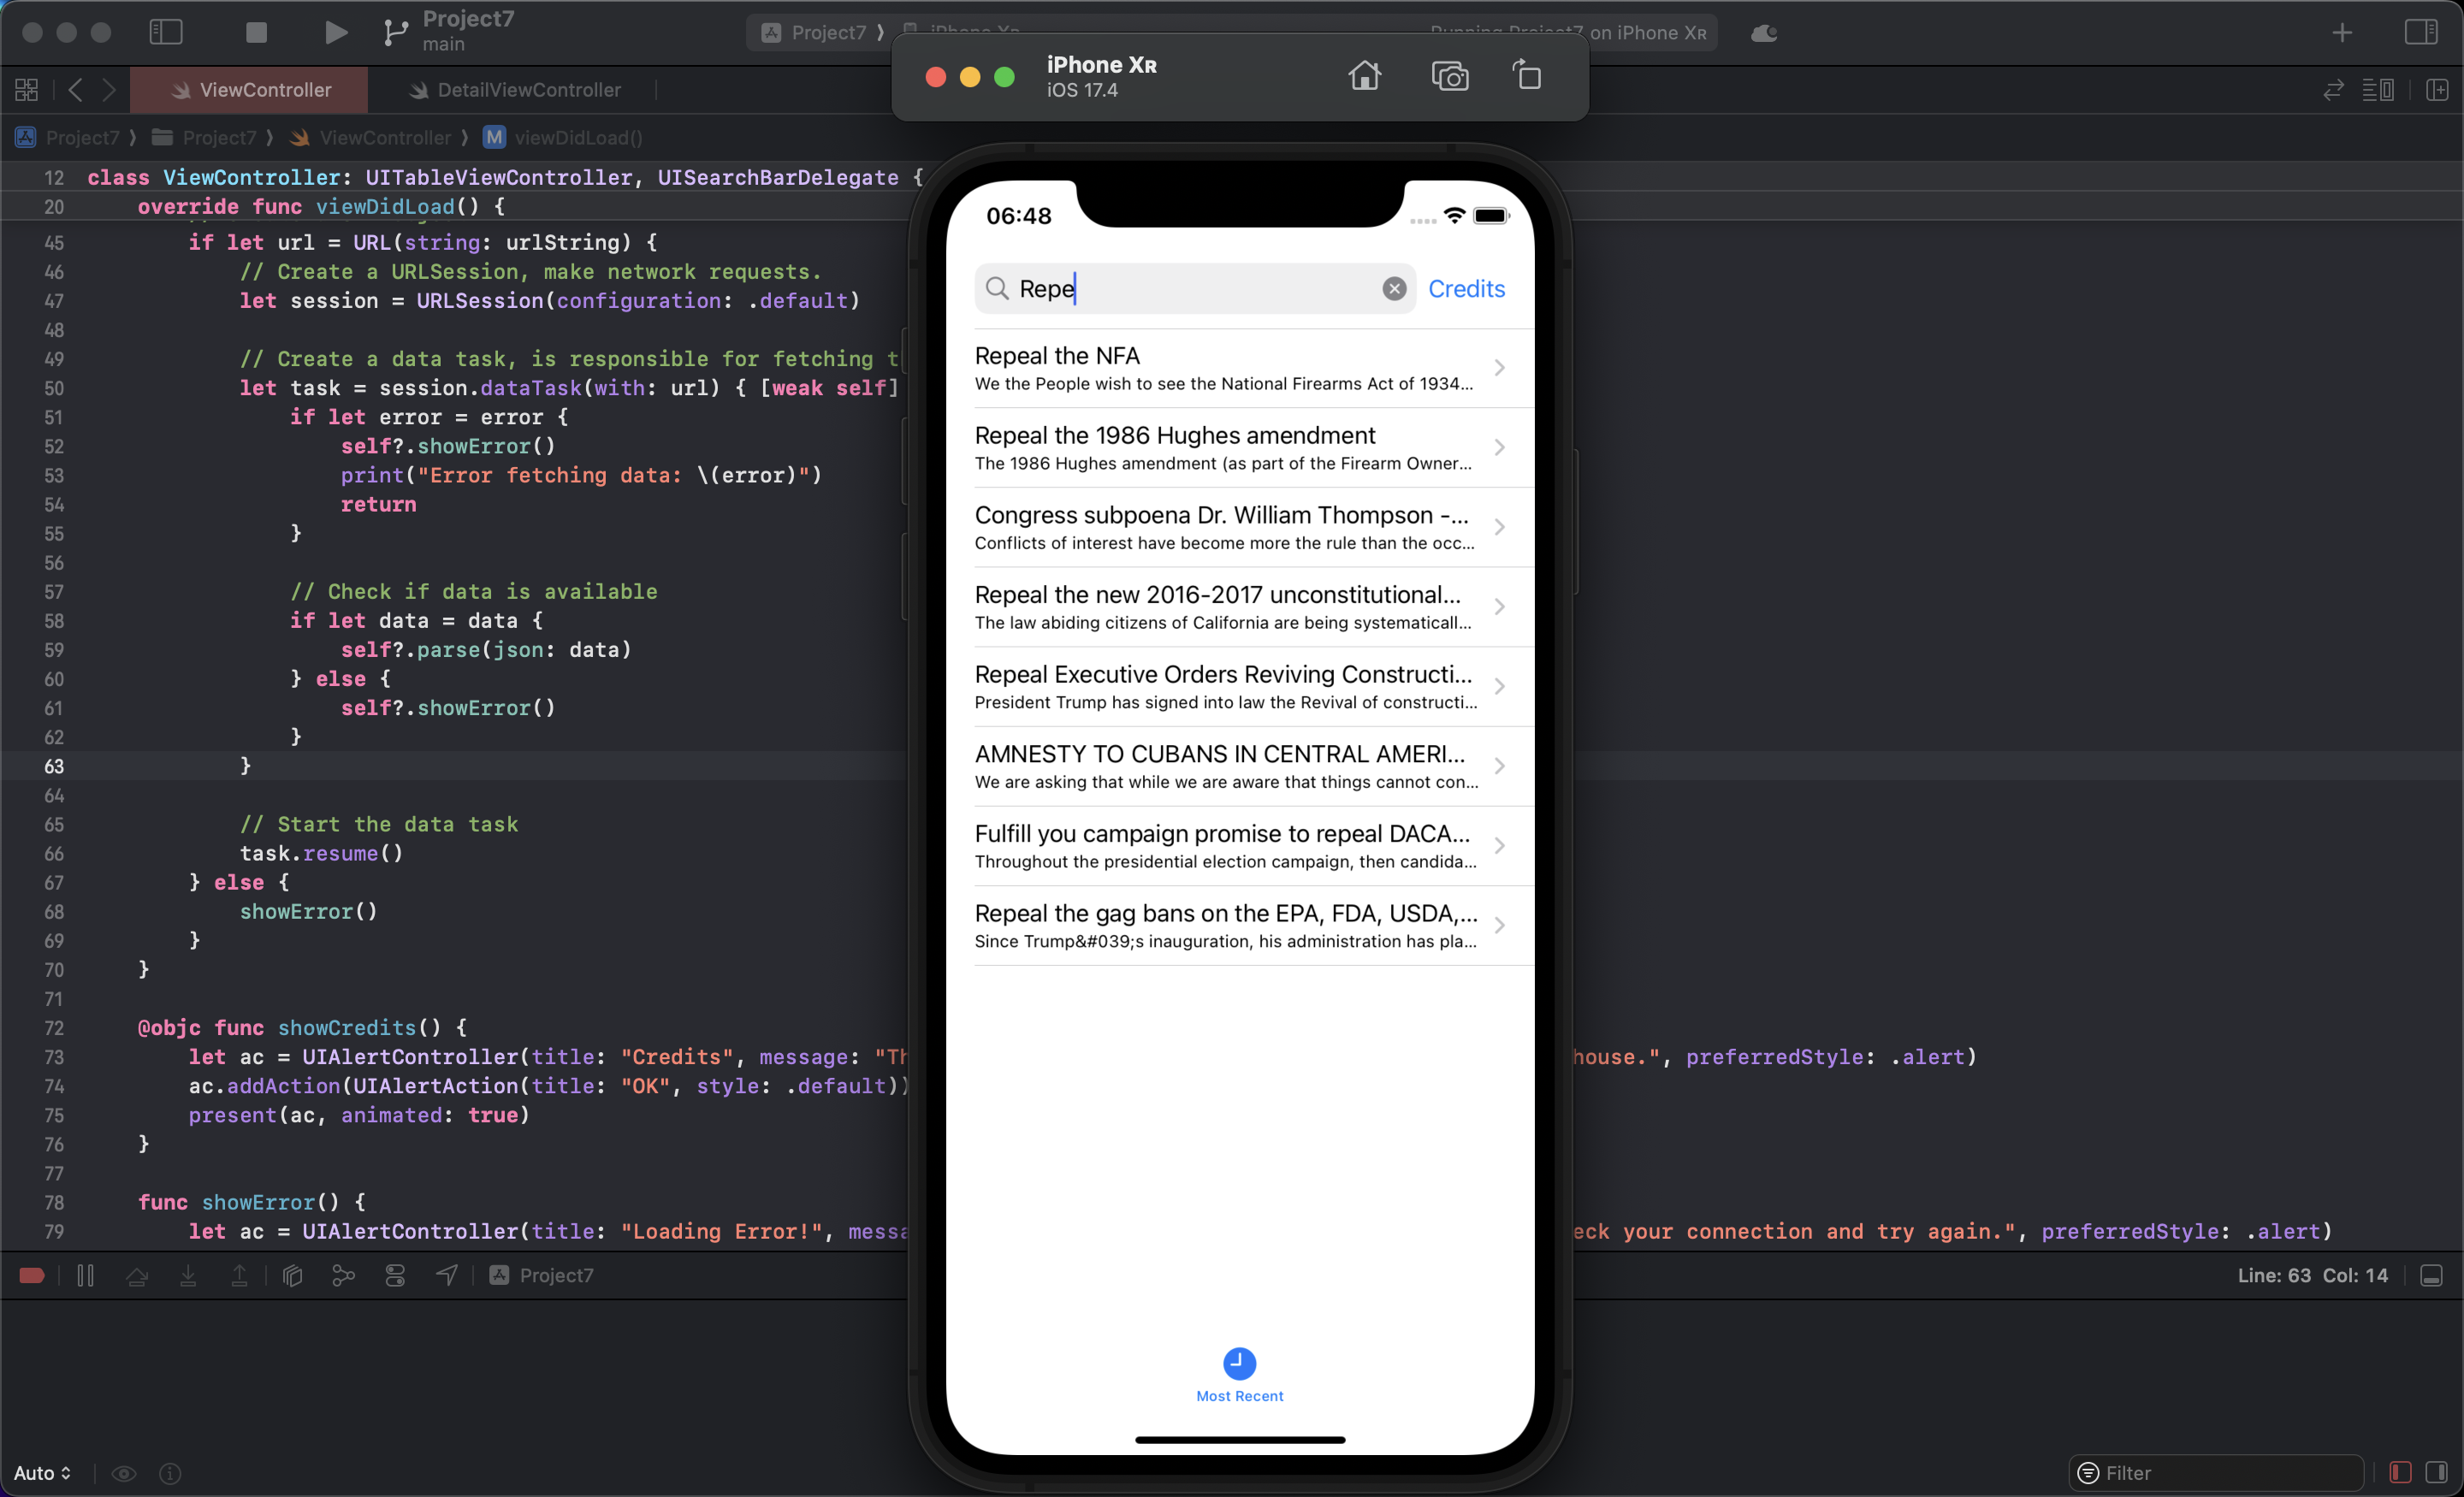 Project7
main
Project7 ❭ iPhone XR
on iPhone XR
ViewController
DetailViewController
Project7 ❭ Project7 ❭ ViewController ❭ M viewDidLoad()
12 class ViewController: UITableViewController, UISearchBarDelegate {
20 override func viewDidLoad() {
45 if let url = URL(string: urlString) {
46 // Create a URLSession, make network requests.
47 let session = URLSession(configuration: .default)
48
49 // Create a data task, is responsible for fetching t
50 let task = session.dataTask(with: url) { [weak self]
51 if let error = error {
52 self?.showError()
53 print("Error fetching data: \(error)")
54 return
55 }
56
57 // Check if data is available
58 if let data = data {
59 self?.parse(json: data)
60 } else {
61 self?.showError()
62 }
63 }
64
65 // Start the data task
66 task.resume()
67 } else {
68 showError()
69 }
70 }
71
72 @objc func showCredits() {
73 let ac = UIAlertController(title: "Credits", message: "Th
house.", preferredStyle: .alert)
74 ac.addAction(UIAlertAction(title: "OK", style: .default))
75 present(ac, animated: true)
76 }
77
78 func showError() {
79 let ac = UIAlertController(title: "Loading Error!", messa
eck your connection and try again.", preferredStyle: .alert)
iPhone XR
iOS 17.4
06:48
Repe
Credits
Repeal the NFA
We the People wish to see the National Firearms Act of 1934...
Repeal the 1986 Hughes amendment
The 1986 Hughes amendment (as part of the Firearm Owner...
Congress subpoena Dr. William Thompson -...
Conflicts of interest have become more the rule than the occ...
Repeal the new 2016-2017 unconstitutional...
The law abiding citizens of California are being systematicall...
Repeal Executive Orders Reviving Constructi...
President Trump has signed into law the Revival of constructi...
AMNESTY TO CUBANS IN CENTRAL AMERI...
We are asking that while we are aware that things cannot con...
Fulfill you campaign promise to repeal DACA...
Throughout the presidential election campaign, then candida...
Repeal the gag bans on the EPA, FDA, USDA,...
Since Trump&#039;s inauguration, his administration has pla...
Most Recent
Project7
Line: 63 Col: 14
Auto
Filter